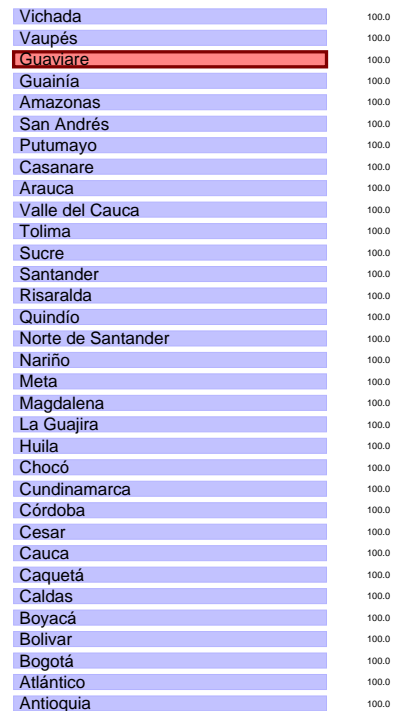 Vichada 100.0
Vaupés 100.0
Guaviare 100.0
Guainía 100.0
Amazonas 100.0
San Andrés 100.0
Putumayo 100.0
Casanare 100.0
Arauca 100.0
Valle del Cauca 100.0
Tolima 100.0
Sucre 100.0
Santander 100.0
Risaralda 100.0
Quindío 100.0
Norte de Santander 100.0
Nariño 100.0
Meta 100.0
Magdalena 100.0
La Guajira 100.0
Huila 100.0
Chocó 100.0
Cundinamarca 100.0
Córdoba 100.0
Cesar 100.0
Cauca 100.0
Caquetá 100.0
Caldas 100.0
Boyacá 100.0
Bolivar 100.0
Bogotá 100.0
Atlántico 100.0
Antioquia 100.0